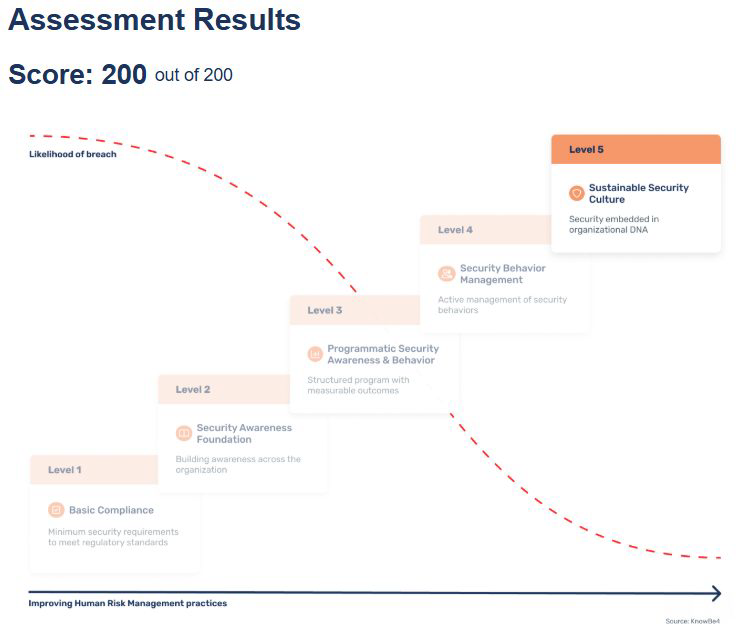 Assessment Results
Score: 200 out of 200
Likelihood of breach
Level 5
Sustainable Security
Culture
Security embedded in
organizational DNA
Level 4
Security Behavior
Management
Active management of security
behaviors
Level 3
Programmatic Security
Awareness & Behavior
Structured program with
measurable outcomes
Level 2
Security Awareness
Foundation
Building awareness across the
organization
Level 1
Basic Compliance
Minimum security requirements
to meet regulatory standards
Improving Human Risk Management practices
Source: KnowBe4